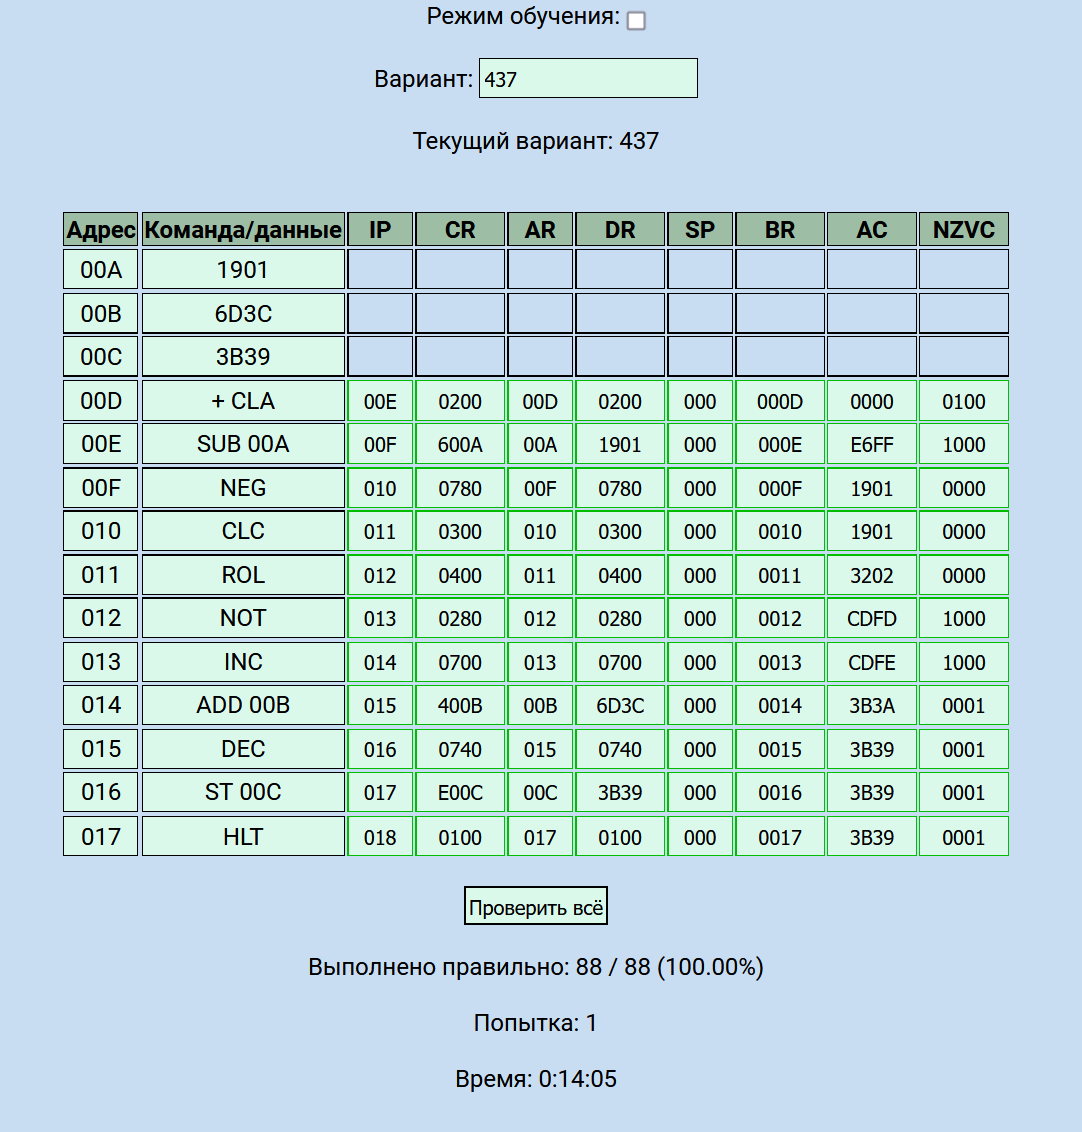 Режим обучения:
Вариант: 437
Текущий вариант: 437
Адрес Команда/данные IP CR AR DR SP BR AC NZVC
00A 1901
00B 6D3C
00C 3B39
00D + CLA 00E 0200 00D 0200 000 000D 0000 0100
00E SUB 00A 00F 600A 00A 1901 000 000E E6FF 1000
00F NEG 010 0780 00F 0780 000 000F 1901 0000
010 CLC 011 0300 010 0300 000 0010 1901 0000
011 ROL 012 0400 011 0400 000 0011 3202 0000
012 NOT 013 0280 012 0280 000 0012 CDFD 1000
013 INC 014 0700 013 0700 000 0013 CDFE 1000
014 ADD 00B 015 400B 00B 6D3C 000 0014 3B3A 0001
015 DEC 016 0740 015 0740 000 0015 3B39 0001
016 ST 00C 017 E00C 00C 3B39 000 0016 3B39 0001
017 HLT 018 0100 017 0100 000 0017 3B39 0001
Проверить всё
Выполнено правильно: 88 / 88 (100.00%)
Попытка: 1
Время: 0:14:05